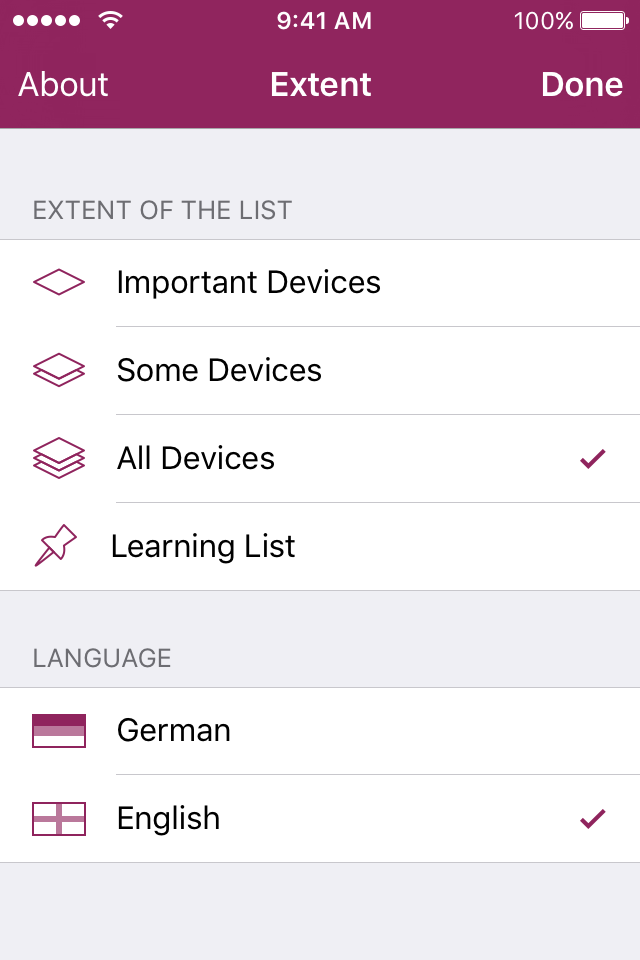 9:41 AM 100%
About Extent Done
EXTENT OF THE LIST
Important Devices
Some Devices
All Devices
Learning List
LANGUAGE
German
English